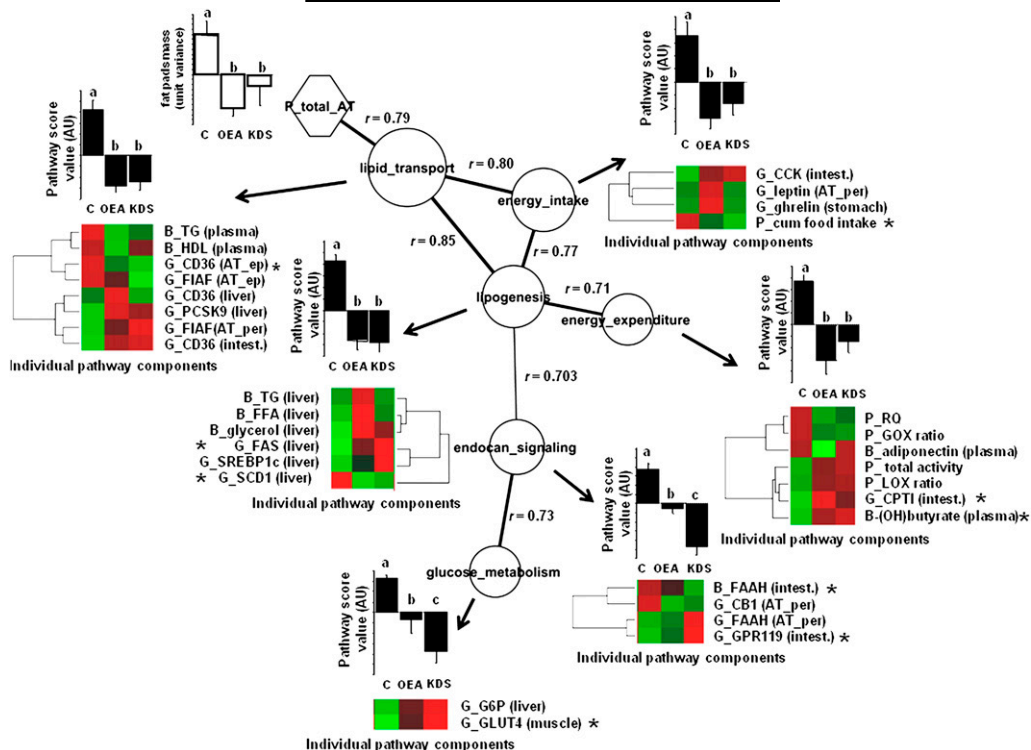 a
b b
fat pads mass
(unit variance)
C OEA KDS
P_total_AT
r = 0.79
lipid_transport
r = 0.80
energy_intake
r = 0.85
r = 0.77
lipogenesis
r = 0.71
energy_expenditure
r = 0.703
endocan_signaling
r = 0.73
glucose_metabolism
a
b b
Pathway score
value (AU)
C OEA KDS
B_TG (plasma)
B_HDL (plasma)
G_CD36 (AT_ep) *
G_FIAF (AT_ep)
G_CD36 (liver)
G_PCSK9 (liver)
G_FIAF(AT_per)
G_CD36 (intest.)
Individual pathway components
a
b b
Pathway score
value (AU)
C OEA KDS
G_CCK (intest.)
G_leptin (AT_per)
G_ghrelin (stomach)
P_cum food intake *
Individual pathway components
a
b b
Pathway score
value (AU)
C OEA KDS
B_TG (liver)
B_FFA (liver)
B_glycerol (liver)
* G_FAS (liver)
G_SREBP1c (liver)
* G_SCD1 (liver)
Individual pathway components
a
b b
Pathway score
value (AU)
C OEA KDS
P_RQ
P_GOX ratio
B_adiponectin (plasma)
P_total activity
P_LOX ratio
G_CPTI (intest.) *
B-(OH)butyrate (plasma)*
Individual pathway components
a
b c
Pathway score
value (AU)
C OEA KDS
B_FAAH (intest.) *
G_CB1 (AT_per)
G_FAAH (AT_per)
G_GPR119 (intest.) *
Individual pathway components
a
b c
Pathway score
value (AU)
C OEA KDS
G_G6P (liver)
G_GLUT4 (muscle) *
Individual pathway components